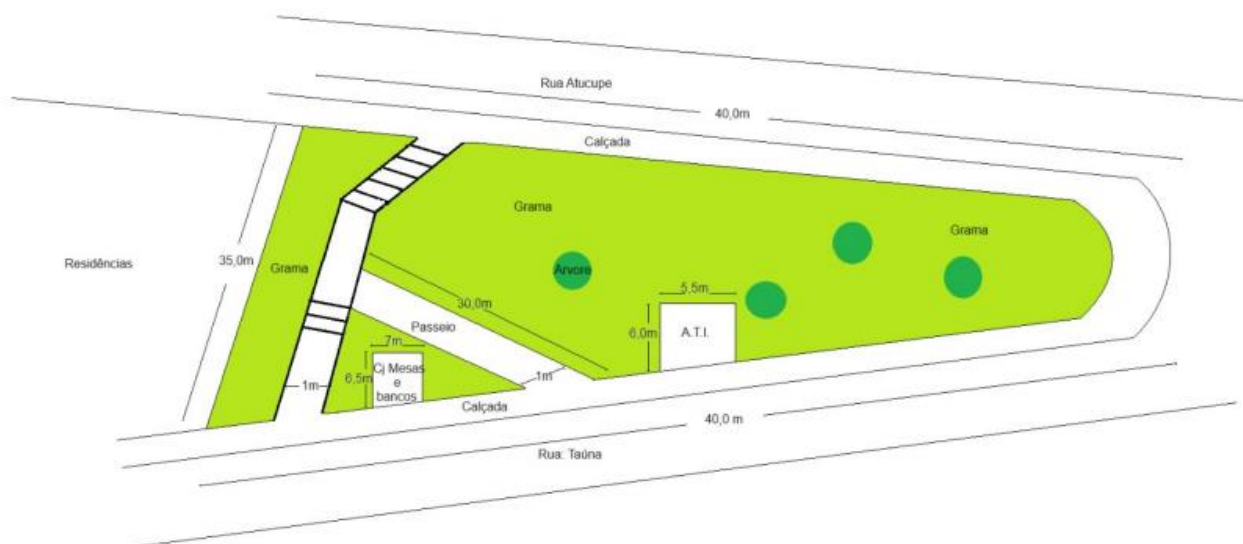 Rua Atucupe
40,0m
Calçada
Grama
Grama
Residências
35,0m
Grama
Árvore
5,5m
30,0m
Passeio
6,0m
A.T.I.
7m
6,5m
Cj Mesas
e
bancos
1m
1m
Calçada
40,0 m
Rua: Taúna